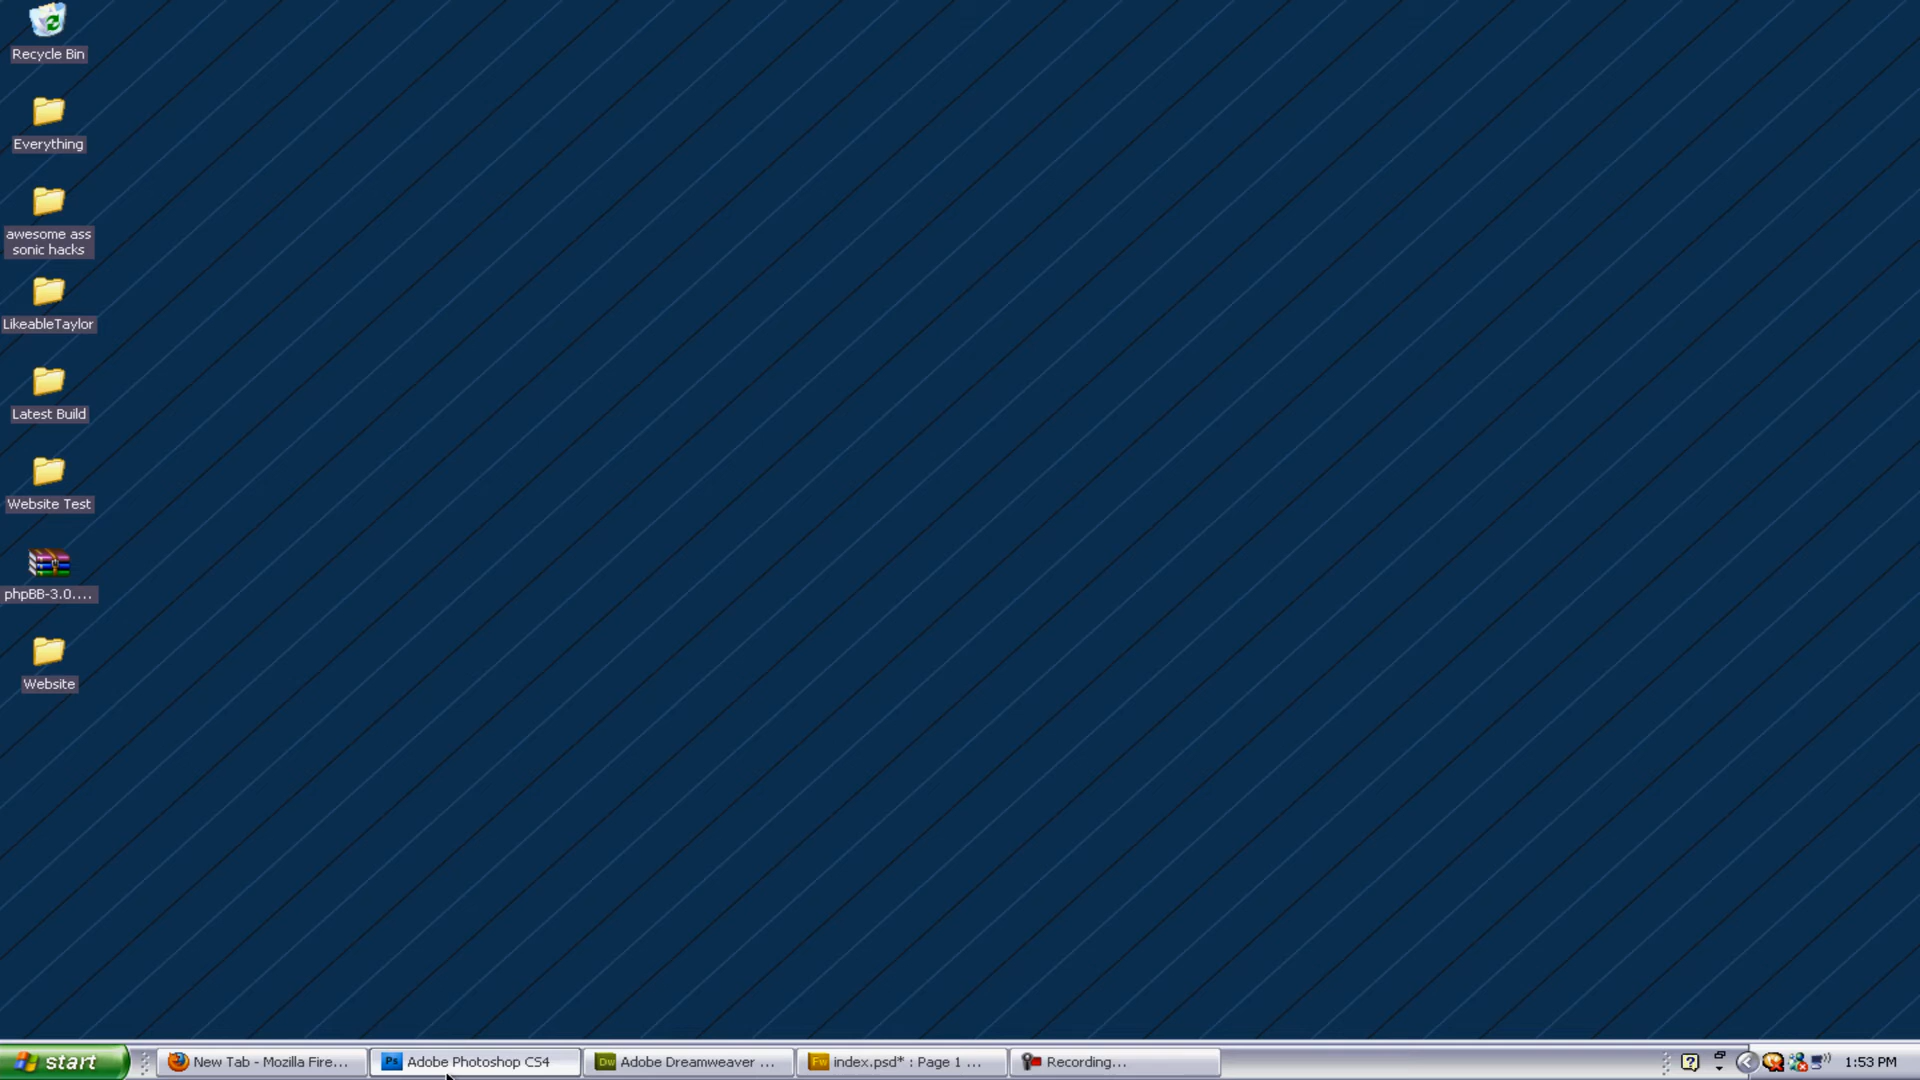 Recycle Bin
Everything
awesome ass
sonic hacks
LikeableTaylor
Latest Build
Website Test
phpBB-3.0....
Website
start
New Tab - Mozilla Fire...
Ps
Adobe Photoshop CS4
Dw
Adobe Dreamweaver ...
Fw
index.psd* : Page 1 ...
Recording...
?
1:53 PM